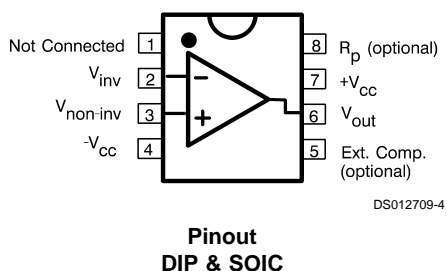 Not Connected 1
V_inv 2
V_non-inv 3
-V_CC 4
8 R_p (optional)
7 +V_CC
6 V_out
5 Ext. Comp.
(optional)
−
+
DS012709-4
Pinout
DIP & SOIC